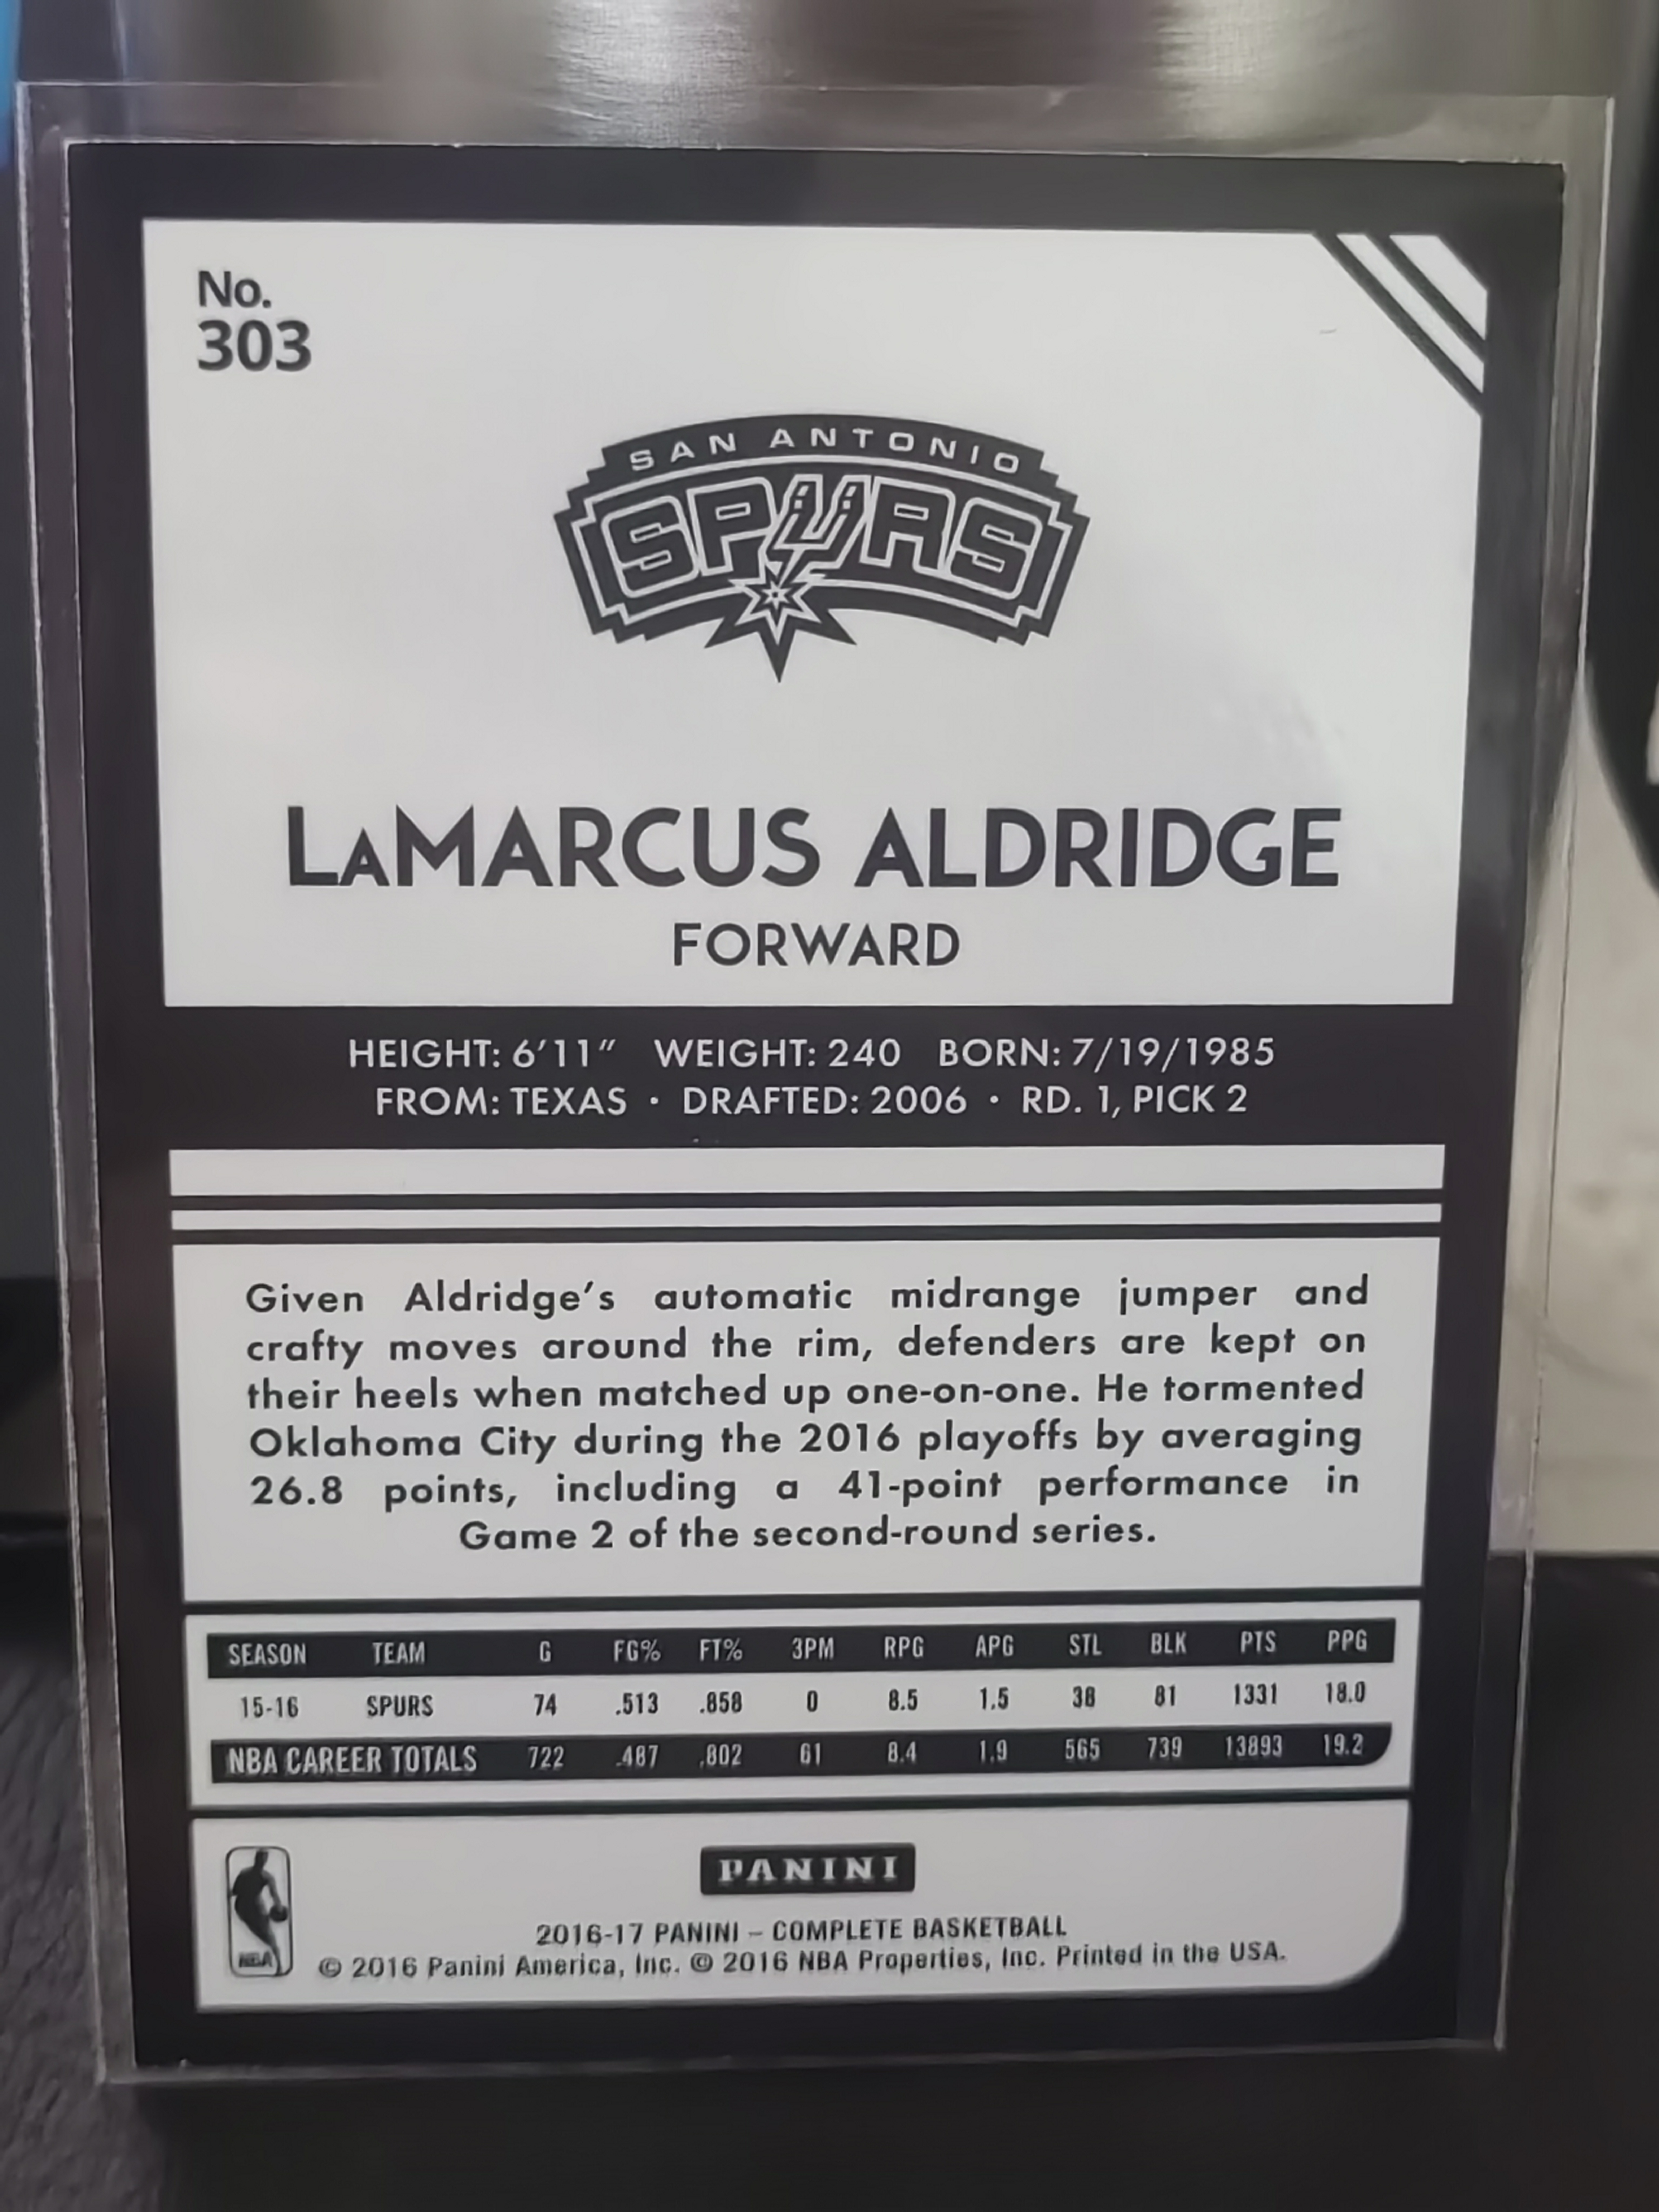 No.
303
SAN ANTONIO
SPURS
LaMARCUS ALDRIDGE
FORWARD
HEIGHT: 6'11" WEIGHT: 240 BORN: 7/19/1985
FROM: TEXAS • DRAFTED: 2006 • RD. 1, PICK 2
Given Aldridge's automatic midrange jumper and
crafty moves around the rim, defenders are kept on
their heels when matched up one-on-one. He tormented
Oklahoma City during the 2016 playoffs by averaging
26.8 points, including a 41-point performance in
Game 2 of the second-round series.
SEASON TEAM G FG% FT% 3PM RPG APG STL BLK PTS PPG
15-16 SPURS 74 .513 .858 0 8.5 1.5 38 81 1331 18.0
NBA CAREER TOTALS 722 .487 .802 61 8.4 1.9 565 739 13893 19.2
PANINI
2016-17 PANINI – COMPLETE BASKETBALL
© 2016 Panini America, Inc. © 2016 NBA Properties, Inc. Printed in the USA.
NBA